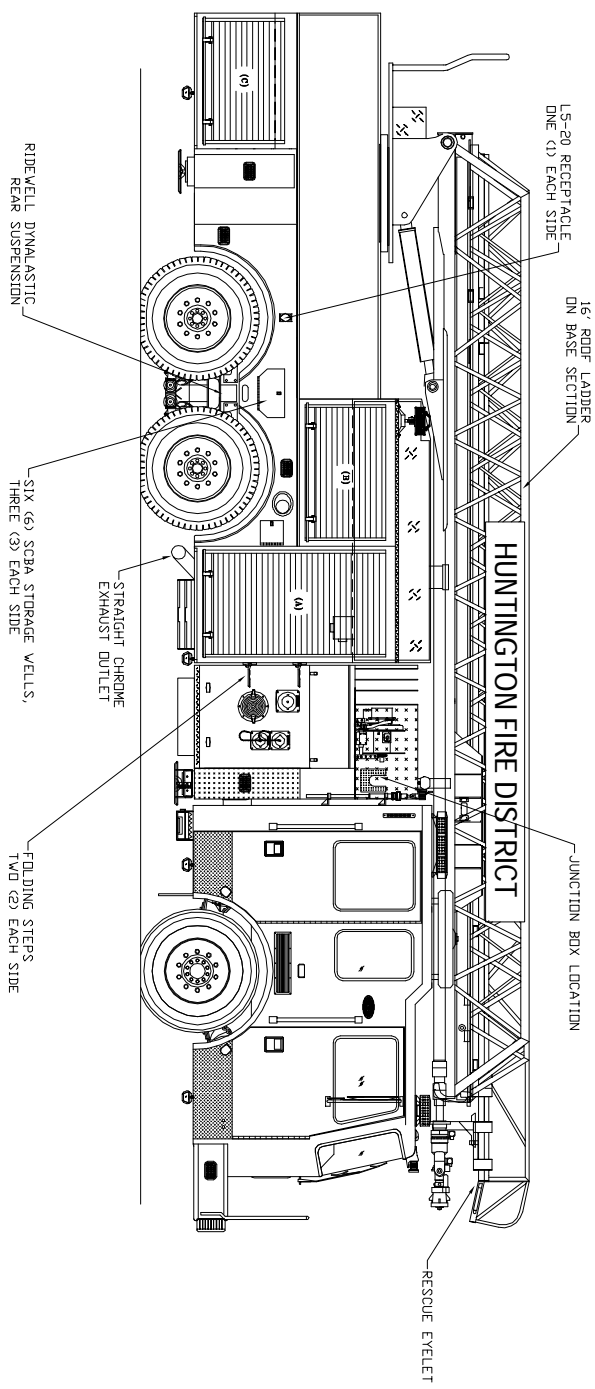 L5-20 RECEPTACLE
ONE (1) EACH SIDE
16' ROOF LADDER
ON BASE SECTION
HUNTINGTON FIRE DISTRICT
JUNCTION BOX LOCATION
RESCUE EYELET
(C)
(B)
(A)
RIDEWELL DYNALASTIC
REAR SUSPENSION
SIX (6) SCBA STORAGE WELLS,
THREE (3) EACH SIDE
STRAIGHT CHROME
EXHAUST OUTLET
FOLDING STEPS
TWO (2) EACH SIDE